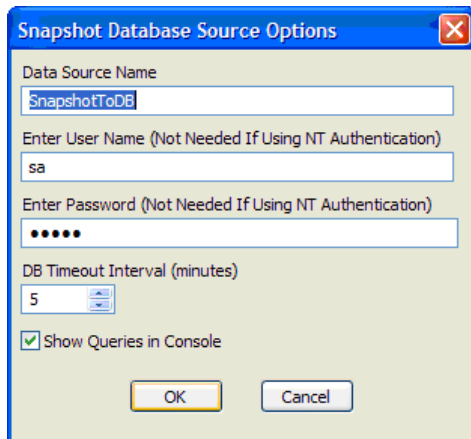 Snapshot Database Source Options
Data Source Name
SnapshotToDB
Enter User Name (Not Needed If Using NT Authentication)
sa
Enter Password (Not Needed If Using NT Authentication)
•••••
DB Timeout Interval (minutes)
5
Show Queries in Console
OK Cancel